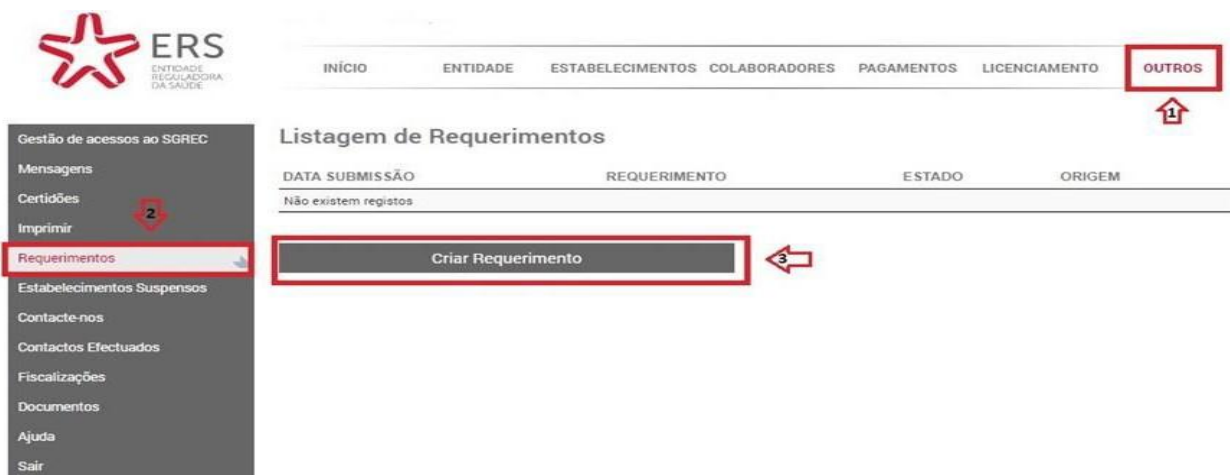 ERS
ENTIDADE
REGULADORA
DA SAÚDE
INÍCIO ENTIDADE ESTABELECIMENTOS COLABORADORES PAGAMENTOS LICENCIAMENTO OUTROS
1
Gestão de acessos ao SGREC
Mensagens
Certidões
2
Imprimir
Requerimentos
Estabelecimentos Suspensos
Contacte-nos
Contactos Efectuados
Fiscalizações
Documentos
Ajuda
Sair
Listagem de Requerimentos
DATA SUBMISSÃO REQUERIMENTO ESTADO ORIGEM
Não existem registos
Criar Requerimento
3